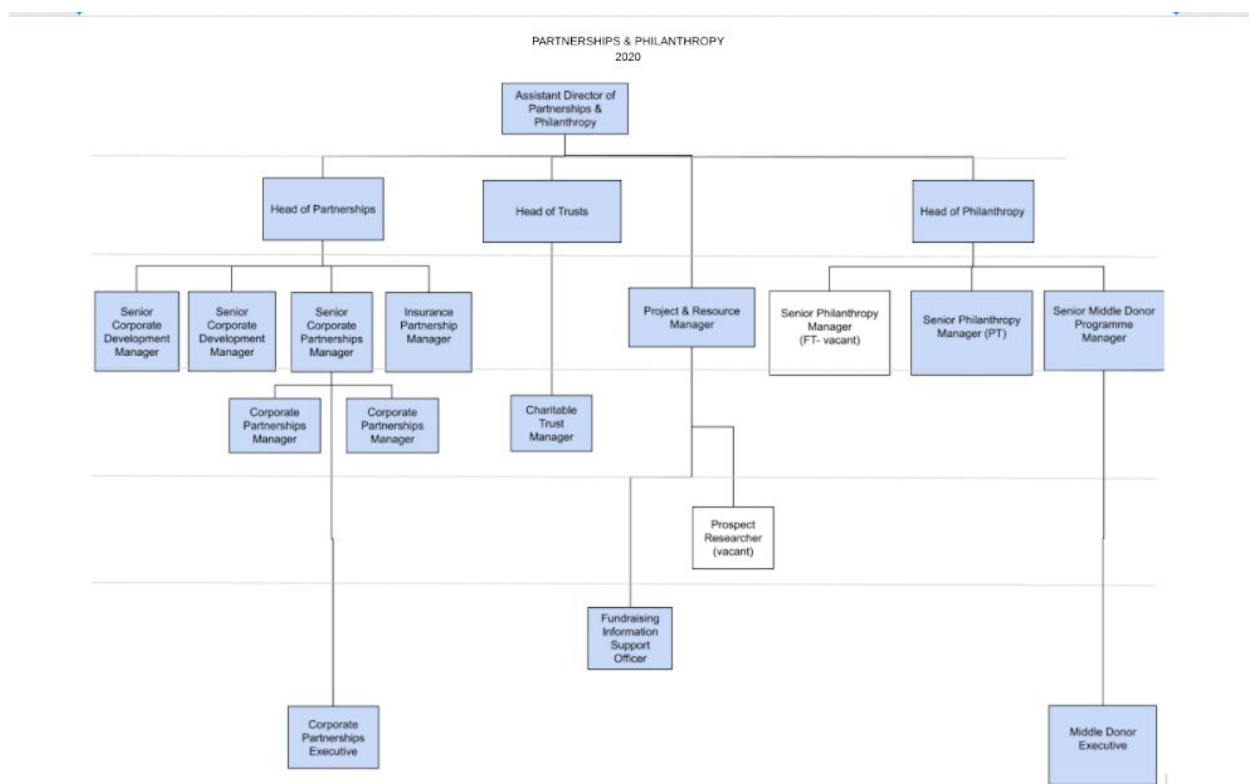 PARTNERSHIPS & PHILANTHROPY
2020
Assistant Director of
Partnerships &
Philanthropy
Head of Partnerships
Head of Trusts
Head of Philanthropy
Senior
Corporate
Development
Manager
Senior
Corporate
Development
Manager
Senior
Corporate
Partnerships
Manager
Insurance
Partnership
Manager
Project & Resource
Manager
Senior Philanthropy
Manager
(FT- vacant)
Senior Philanthropy
Manager (PT)
Senior Middle Donor
Programme
Manager
Corporate
Partnerships
Manager
Corporate
Partnerships
Manager
Charitable
Trust
Manager
Prospect
Researcher
(vacant)
Fundraising
Information
Support
Officer
Corporate
Partnerships
Executive
Middle Donor
Executive